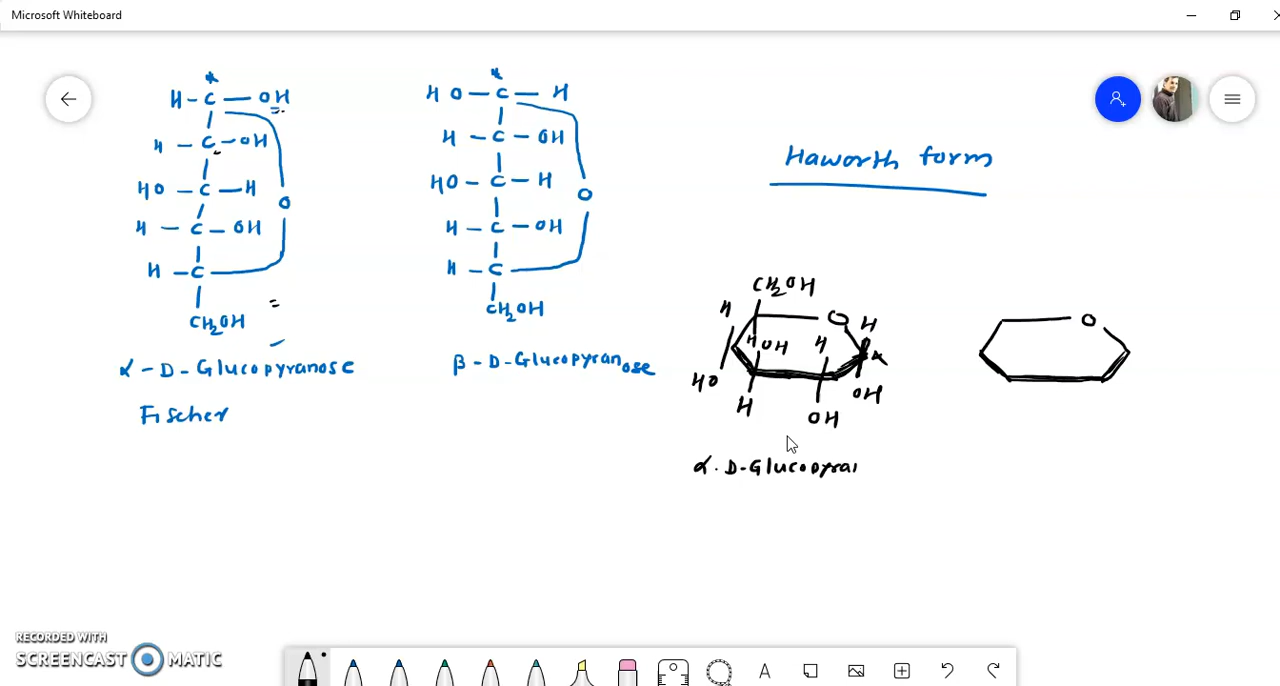 Microsoft Whiteboard
*
H - C — OH
H - C - OH
HO - C - H
O
H - C - OH
H - C
CH2OH
α - D - Glucopyranose
Fischer
*
HO - C - H
H - C - OH
HO - C - H
O
H - C - OH
H - C
CH2OH
β - D - Glucopyranose
Haworth form
CH2OH
H O H
H OH H *
HO
H OH OH
α. D-Glucopyra
O
RECORDED WITH
SCREENCAST MATIC
A